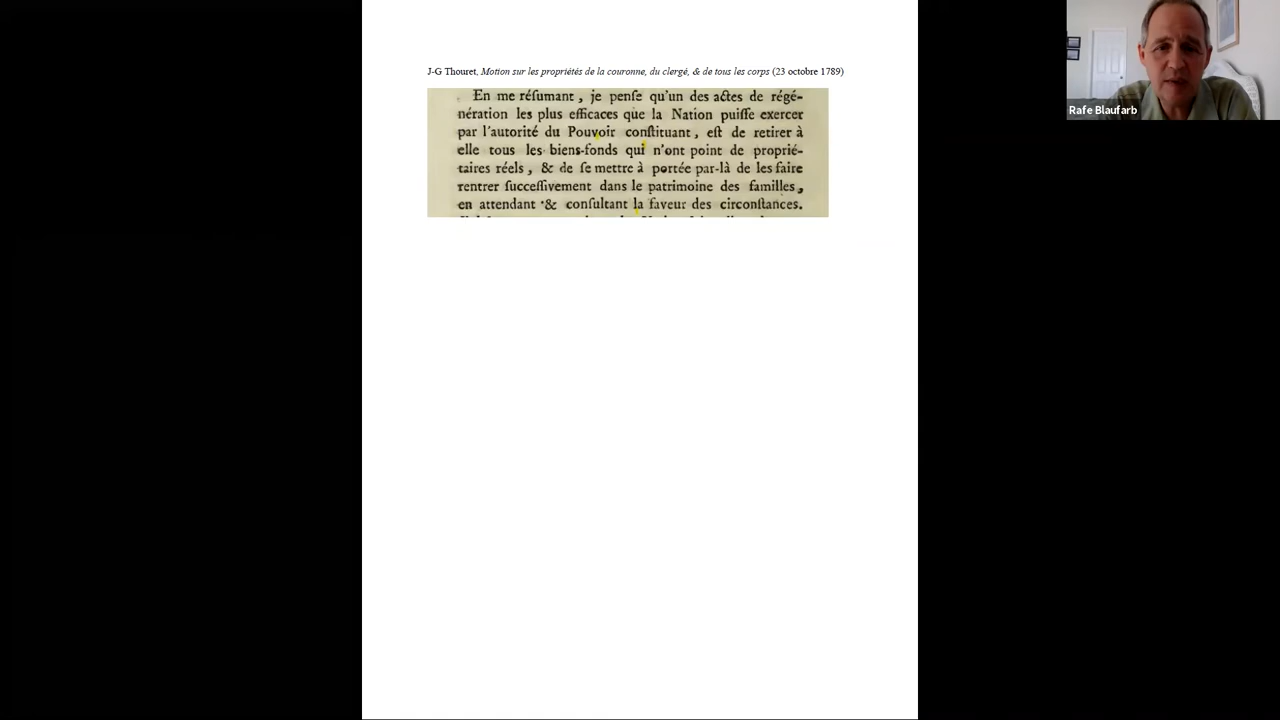 J-G Thouret, Motion sur les propriétés de la couronne, du clergé, & de tous les corps (23 octobre 1789)
En me réſumant, je penſe qu'un des actes de régé-
nération les plus efficaces que la Nation puiſſe exercer
par l'autorité du Pouvoir conſtituant, eſt de retirer à
elle tous les biens-fonds qui n'ont point de proprié-
taires réels, & de ſe mettre à portée par-là de les faire
rentrer ſucceſſivement dans le patrimoine des familles,
en attendant & conſultant la faveur des circonſtances.
Rafe Blaufarb